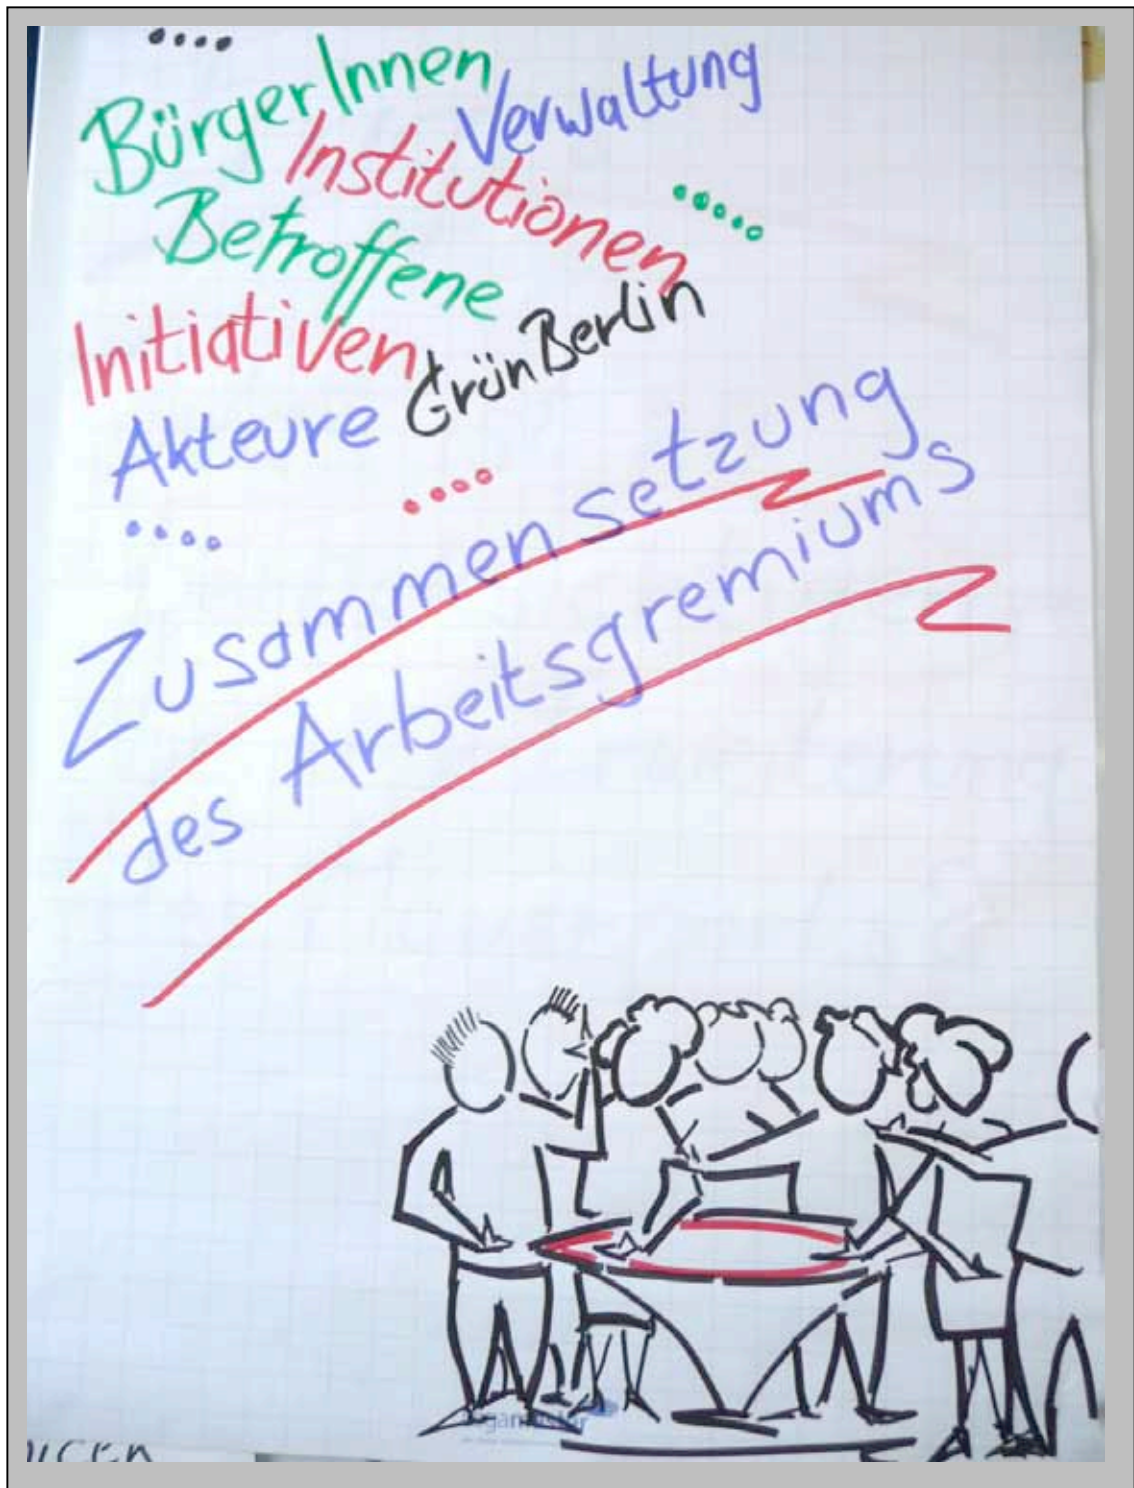 ....
BürgerInnen
Verwaltung
Institutionen
.....
Betroffene
Initiativen
GrünBerlin
Akteure
....
....
Zusammensetzung
des Arbeitsgremiums